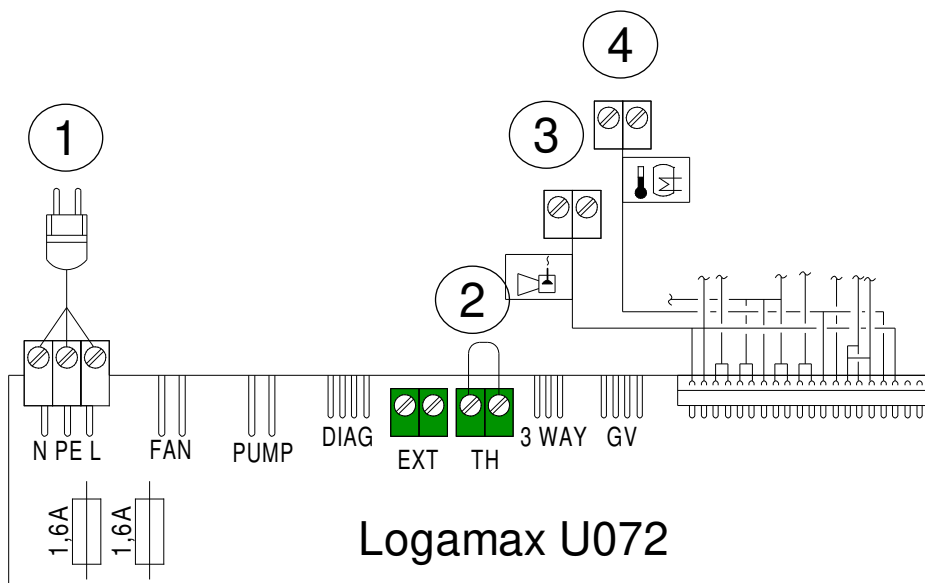 4
3
1
2
N PE L
FAN
PUMP
DIAG
EXT
TH
3 WAY
GV
1,6A
1,6A
Logamax U072